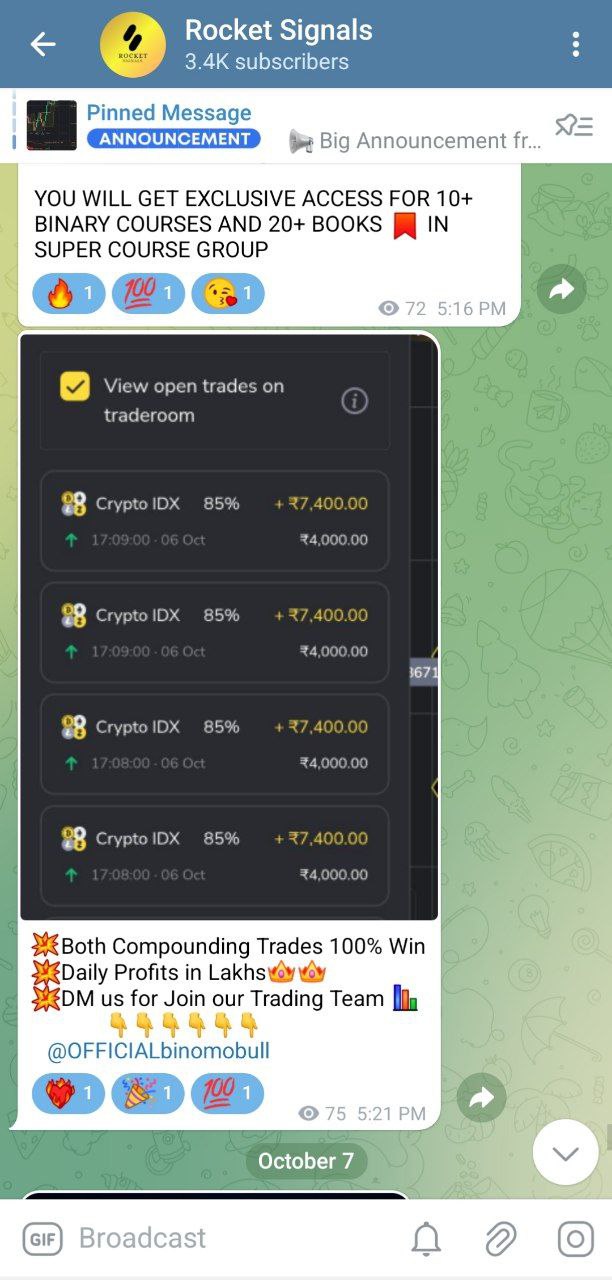 Rocket Signals
3.4K subscribers
ROCKET
SIGNALS
Pinned Message
ANNOUNCEMENT 📢 Big Announcement fr...
YOU WILL GET EXCLUSIVE ACCESS FOR 10+
BINARY COURSES AND 20+ BOOKS 🔖 IN
SUPER COURSE GROUP
🔥 1 💯 1 😘 1
72 5:16 PM
View open trades on
traderoom
Crypto IDX 85% + ₹7,400.00
17:09:00 - 06 Oct ₹4,000.00
Crypto IDX 85% + ₹7,400.00
17:09:00 - 06 Oct ₹4,000.00
3671
Crypto IDX 85% + ₹7,400.00
17:08:00 - 06 Oct ₹4,000.00
Crypto IDX 85% + ₹7,400.00
17:08:00 - 06 Oct ₹4,000.00
💥Both Compounding Trades 100% Win
💥Daily Profits in Lakhs👑👑
💥DM us for Join our Trading Team 📊
👇👇👇👇👇👇
@OFFICIALbinomobull
❤️‍🔥 1 🎉 1 💯 1
75 5:21 PM
October 7
GIF Broadcast